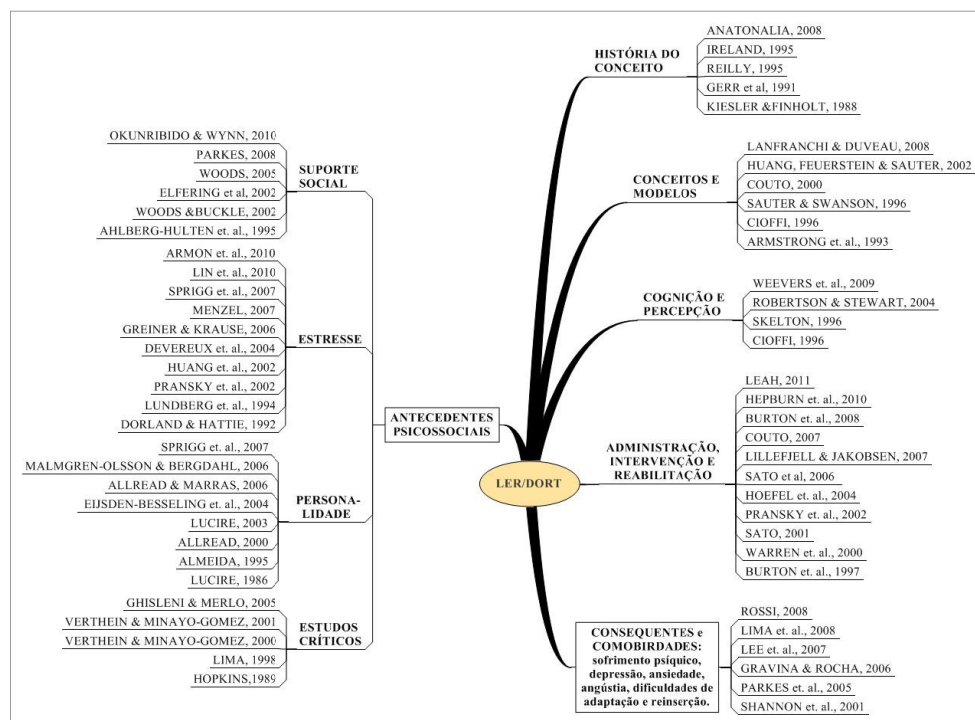 OKUNRIBIDO & WYNN, 2010
PARKES, 2008
WOODS, 2005
ELFERING et al, 2002
WOODS &BUCKLE, 2002
AHLBERG-HULTEN et. al., 1995
SUPORTE
SOCIAL
ARMON et. al., 2010
LIN et. al., 2010
SPRIGG et. al., 2007
MENZEL, 2007
GREINER & KRAUSE, 2006
DEVEREUX et. al., 2004
HUANG et. al., 2002
PRANSKY et. al., 2002
LUNDBERG et. al., 1994
DORLAND & HATTIE, 1992
ESTRESSE
SPRIGG et. al., 2007
MALMGREN-OLSSON & BERGDAHL, 2006
ALLREAD & MARRAS, 2006
EIJSDEN-BESSELING et. al., 2004
LUCIRE, 2003
ALLREAD, 2000
ALMEIDA, 1995
LUCIRE, 1986
PERSONA-
LIDADE
GHISLENI & MERLO, 2005
VERTHEIN & MINAYO-GOMEZ, 2001
VERTHEIN & MINAYO-GOMEZ, 2000
LIMA, 1998
HOPKINS,1989
ESTUDOS
CRÍTICOS
ANTECEDENTES
PSICOSSOCIAIS
LER/DORT
HISTÓRIA DO
CONCEITO
ANATONALIA, 2008
IRELAND, 1995
REILLY, 1995
GERR et al, 1991
KIESLER &FINHOLT, 1988
CONCEITOS E
MODELOS
LANFRANCHI & DUVEAU, 2008
HUANG, FEUERSTEIN & SAUTER, 2002
COUTO, 2000
SAUTER & SWANSON, 1996
CIOFFI, 1996
ARMSTRONG et. al., 1993
COGNIÇÃO E
PERCEPÇÃO
WEEVERS et. al., 2009
ROBERTSON & STEWART, 2004
SKELTON, 1996
CIOFFI, 1996
ADMINISTRAÇÃO,
INTERVENÇÃO E
REABILITAÇÃO
LEAH, 2011
HEPBURN et. al., 2010
BURTON et. al., 2008
COUTO, 2007
LILLEFJELL & JAKOBSEN, 2007
SATO et al, 2006
HOEFEL et. al., 2004
PRANSKY et. al., 2002
SATO, 2001
WARREN et. al., 2000
BURTON et. al., 1997
CONSEQUENTES e
COMOBIRDADES:
sofrimento psíquico,
depressão, ansiedade,
angústia, dificuldades de
adaptação e reinserção.
ROSSI, 2008
LIMA et. al., 2008
LEE et. al., 2007
GRAVINA & ROCHA, 2006
PARKES et. al., 2005
SHANNON et. al., 2001